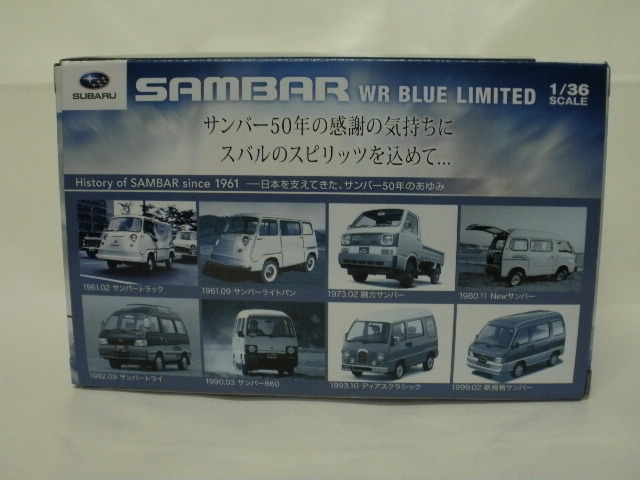 SUBARU
SAMBAR WR BLUE LIMITED 1/36 SCALE
サンバー50年の感謝の気持ちに
スバルのスピリッツを込めて...
History of SAMBAR since 1961 ―日本を支えてきた、サンバー50年のあゆみ
1961.02 サンバートラック
1961.09 サンバーライトバン
1973.02 剛力サンバー
1980.11 Newサンバー
1982.09 サンバートライ
1990.03 サンバー660
1993.10 ディアスクラシック
1999.02 新規格サンバー